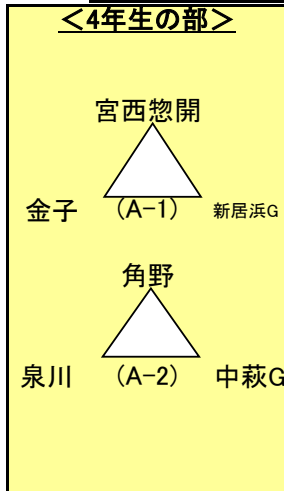 ＜4年生の部＞
宮西惣開
金子 (A-1) 新居浜G
角野
泉川 (A-2) 中萩G